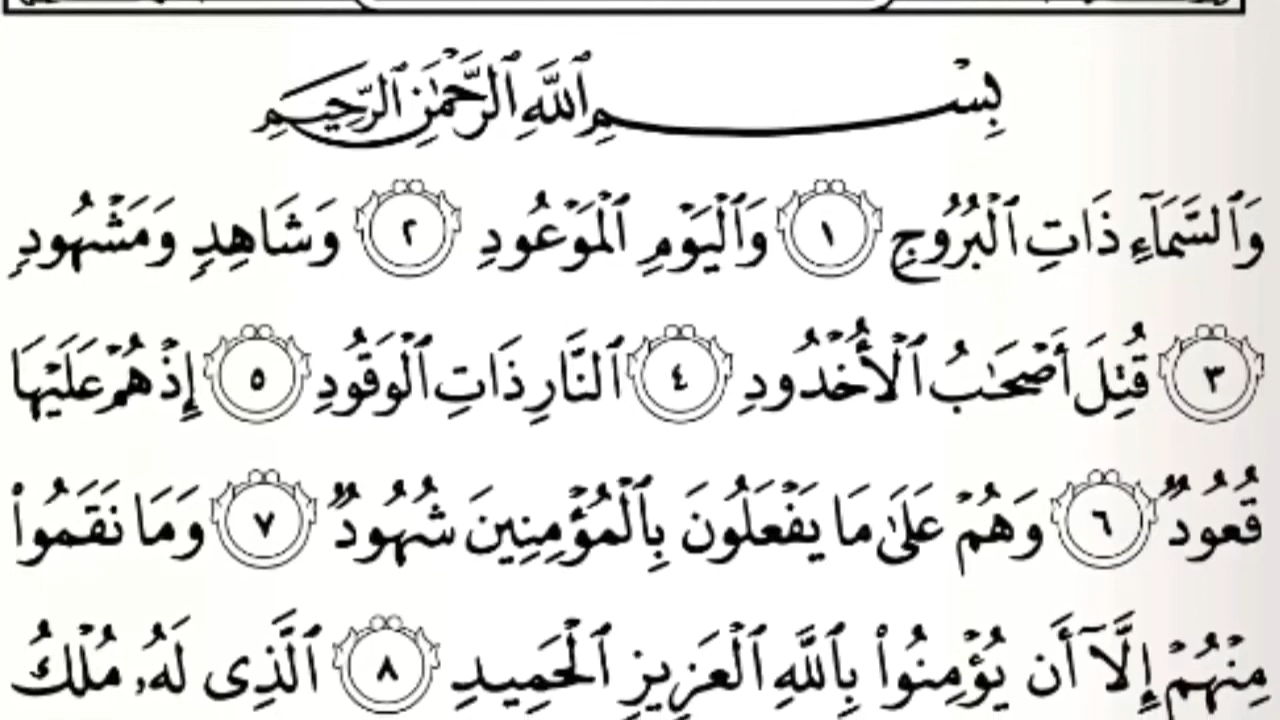 بِسْمِ ٱللَّهِ ٱلرَّحْمَٰنِ ٱلرَّحِيمِ
وَٱلسَّمَآءِ ذَاتِ ٱلْبُرُوجِ ١ وَٱلْيَوْمِ ٱلْمَوْعُودِ ٢ وَشَاهِدٍ وَمَشْهُودٍ
٣ قُتِلَ أَصْحَٰبُ ٱلْأُخْدُودِ ٤ ٱلنَّارِ ذَاتِ ٱلْوَقُودِ ٥ إِذْ هُمْ عَلَيْهَا
قُعُودٌ ٦ وَهُمْ عَلَىٰ مَا يَفْعَلُونَ بِٱلْمُؤْمِنِينَ شُهُودٌ ٧ وَمَا نَقَمُوا۟
مِنْهُمْ إِلَّآ أَن يُؤْمِنُوا۟ بِٱللَّهِ ٱلْعَزِيزِ ٱلْحَمِيدِ ٨ ٱلَّذِى لَهُۥ مُلْكُ